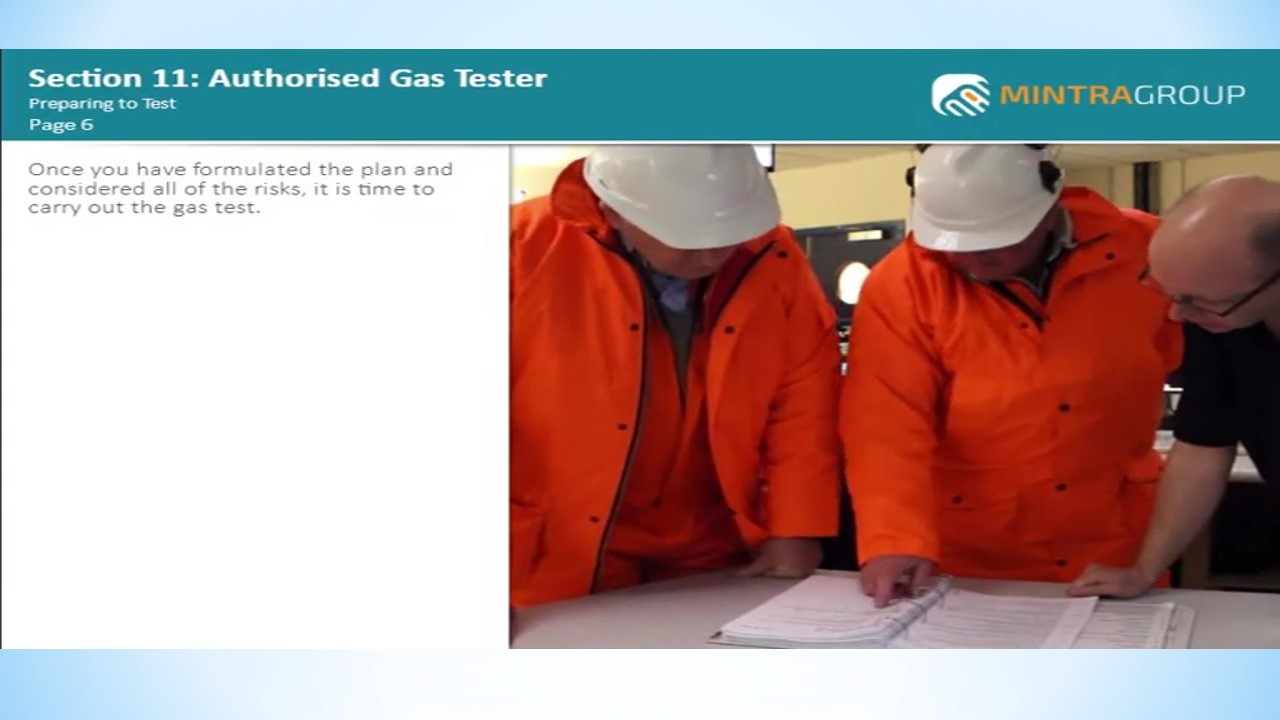 Section 11: Authorised Gas Tester
Preparing to Test
Page 6
MINTRAGROUP
Once you have formulated the plan and
considered all of the risks, it is time to
carry out the gas test.